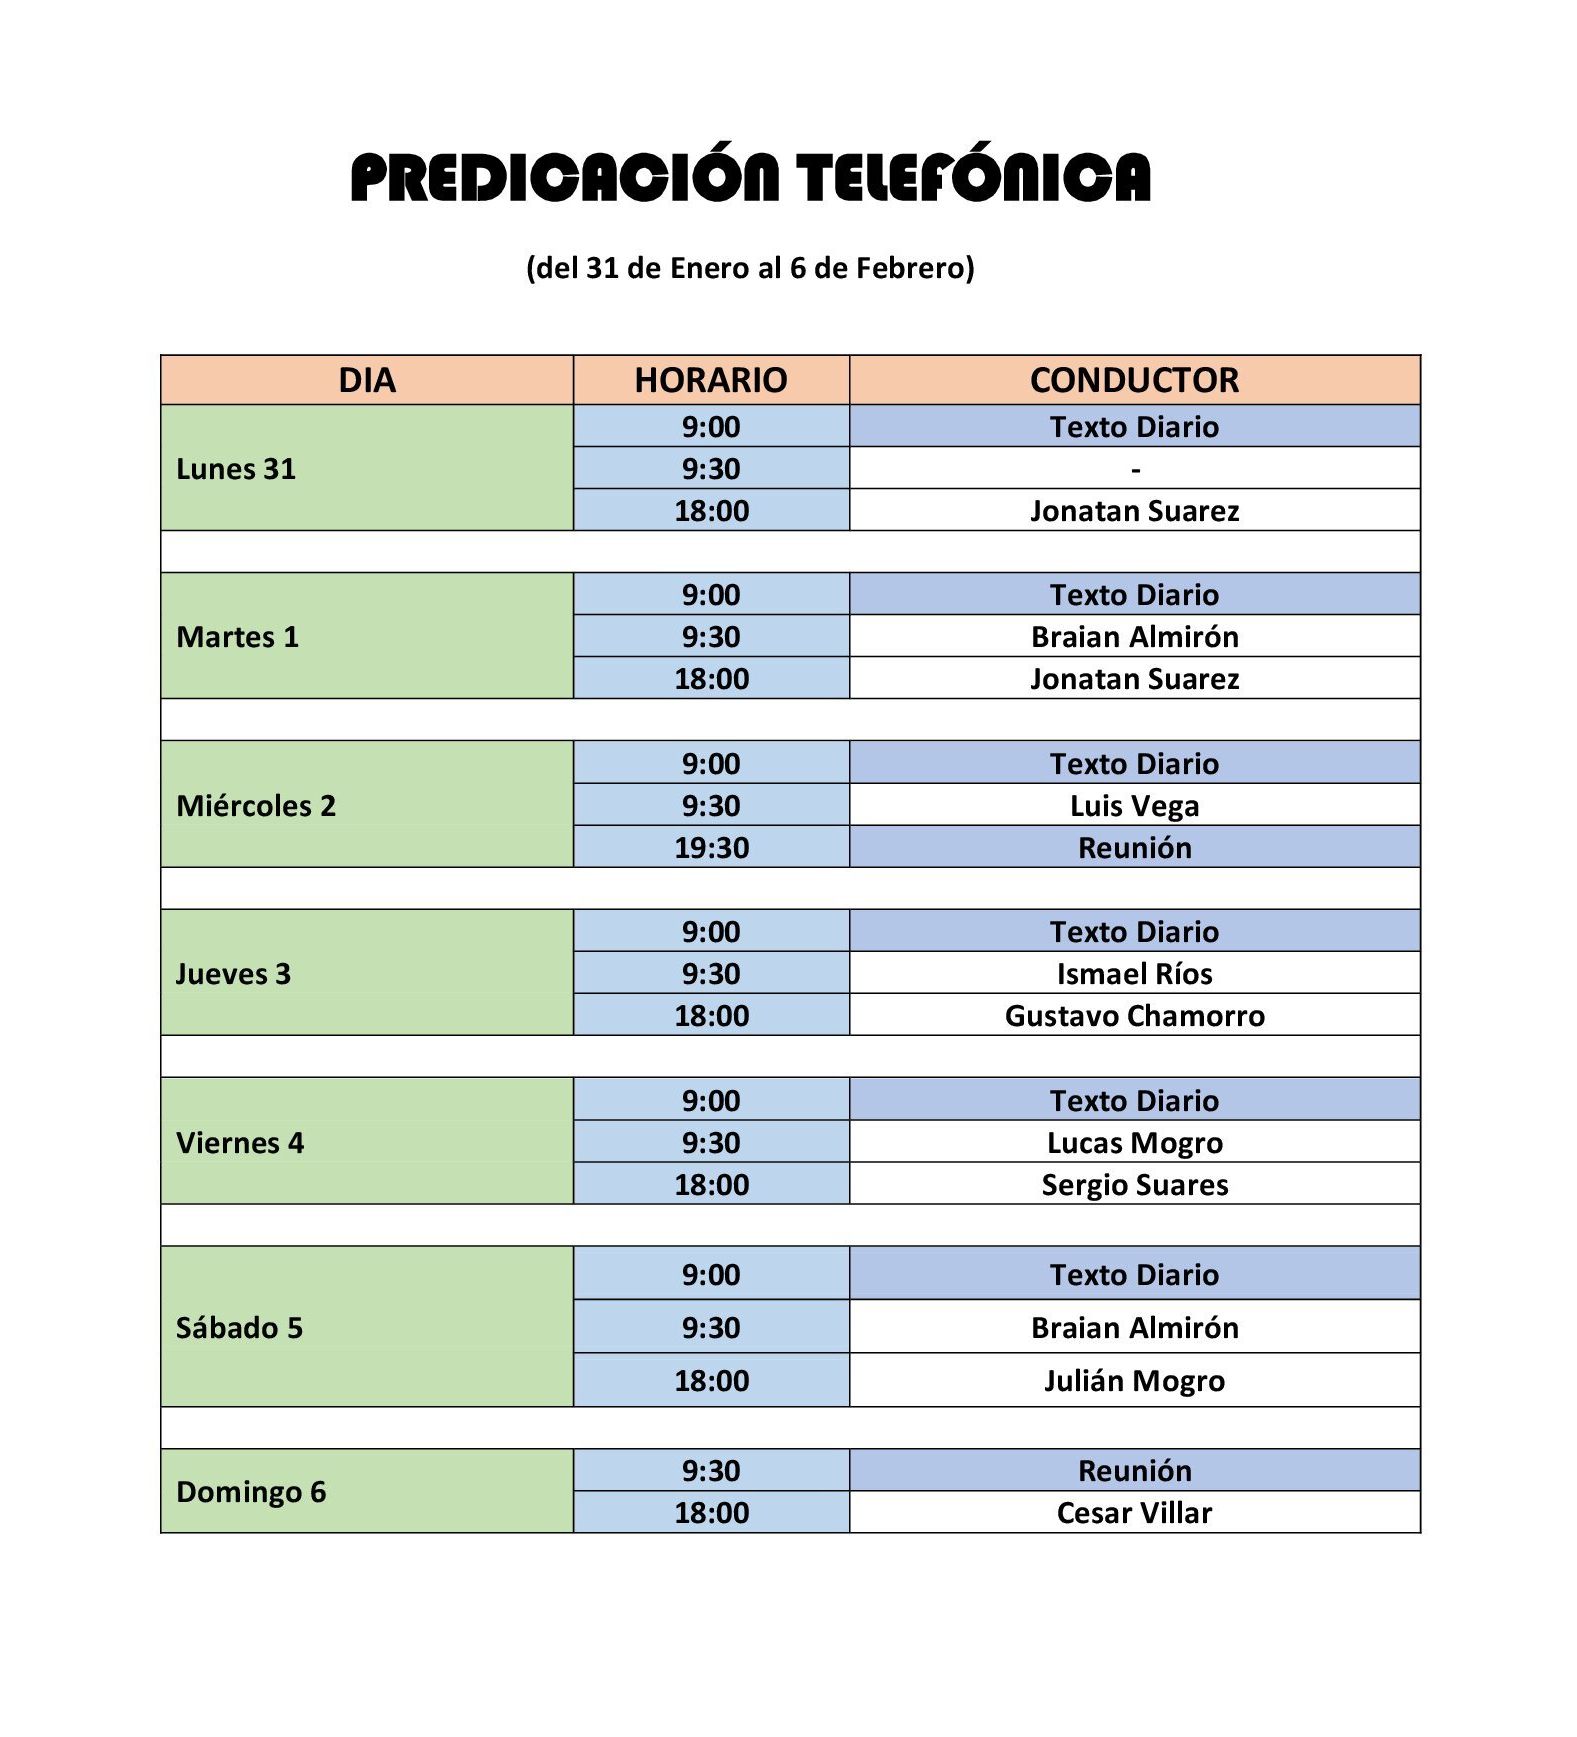 PREDICACIÓN TELEFÓNICA
(del 31 de Enero al 6 de Febrero)
DIA HORARIO CONDUCTOR
Lunes 31
9:00 Texto Diario
9:30 -
18:00 Jonatan Suarez
Martes 1
9:00 Texto Diario
9:30 Braian Almirón
18:00 Jonatan Suarez
Miércoles 2
9:00 Texto Diario
9:30 Luis Vega
19:30 Reunión
Jueves 3
9:00 Texto Diario
9:30 Ismael Ríos
18:00 Gustavo Chamorro
Viernes 4
9:00 Texto Diario
9:30 Lucas Mogro
18:00 Sergio Suares
Sábado 5
9:00 Texto Diario
9:30 Braian Almirón
18:00 Julián Mogro
Domingo 6
9:30 Reunión
18:00 Cesar Villar